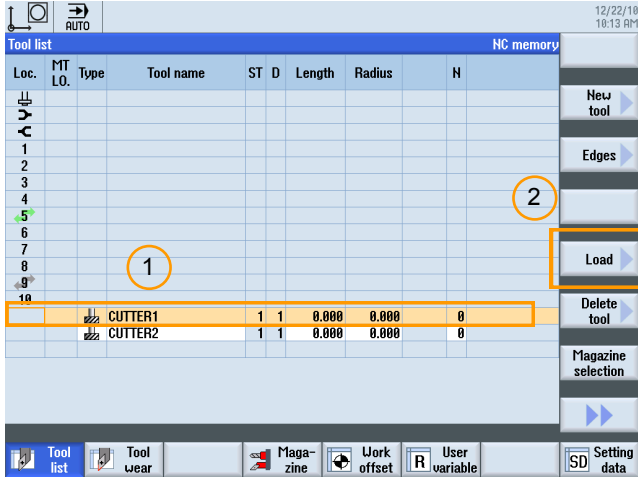 AUTO
12/22/10
10:13 AM
Tool list
NC memory
Loc.
MT
LO.
Type
Tool name
ST
D
Length
Radius
N
1
2
3
4
5
6
7
8
9
10
CUTTER1 1 1 0.000 0.000 0
CUTTER2 1 1 0.000 0.000 0
1
2
New
tool
Edges
Load
Delete
tool
Magazine
selection
Tool
list
Tool
wear
Maga-
zine
Work
offset
R
User
variable
SD
Setting
data